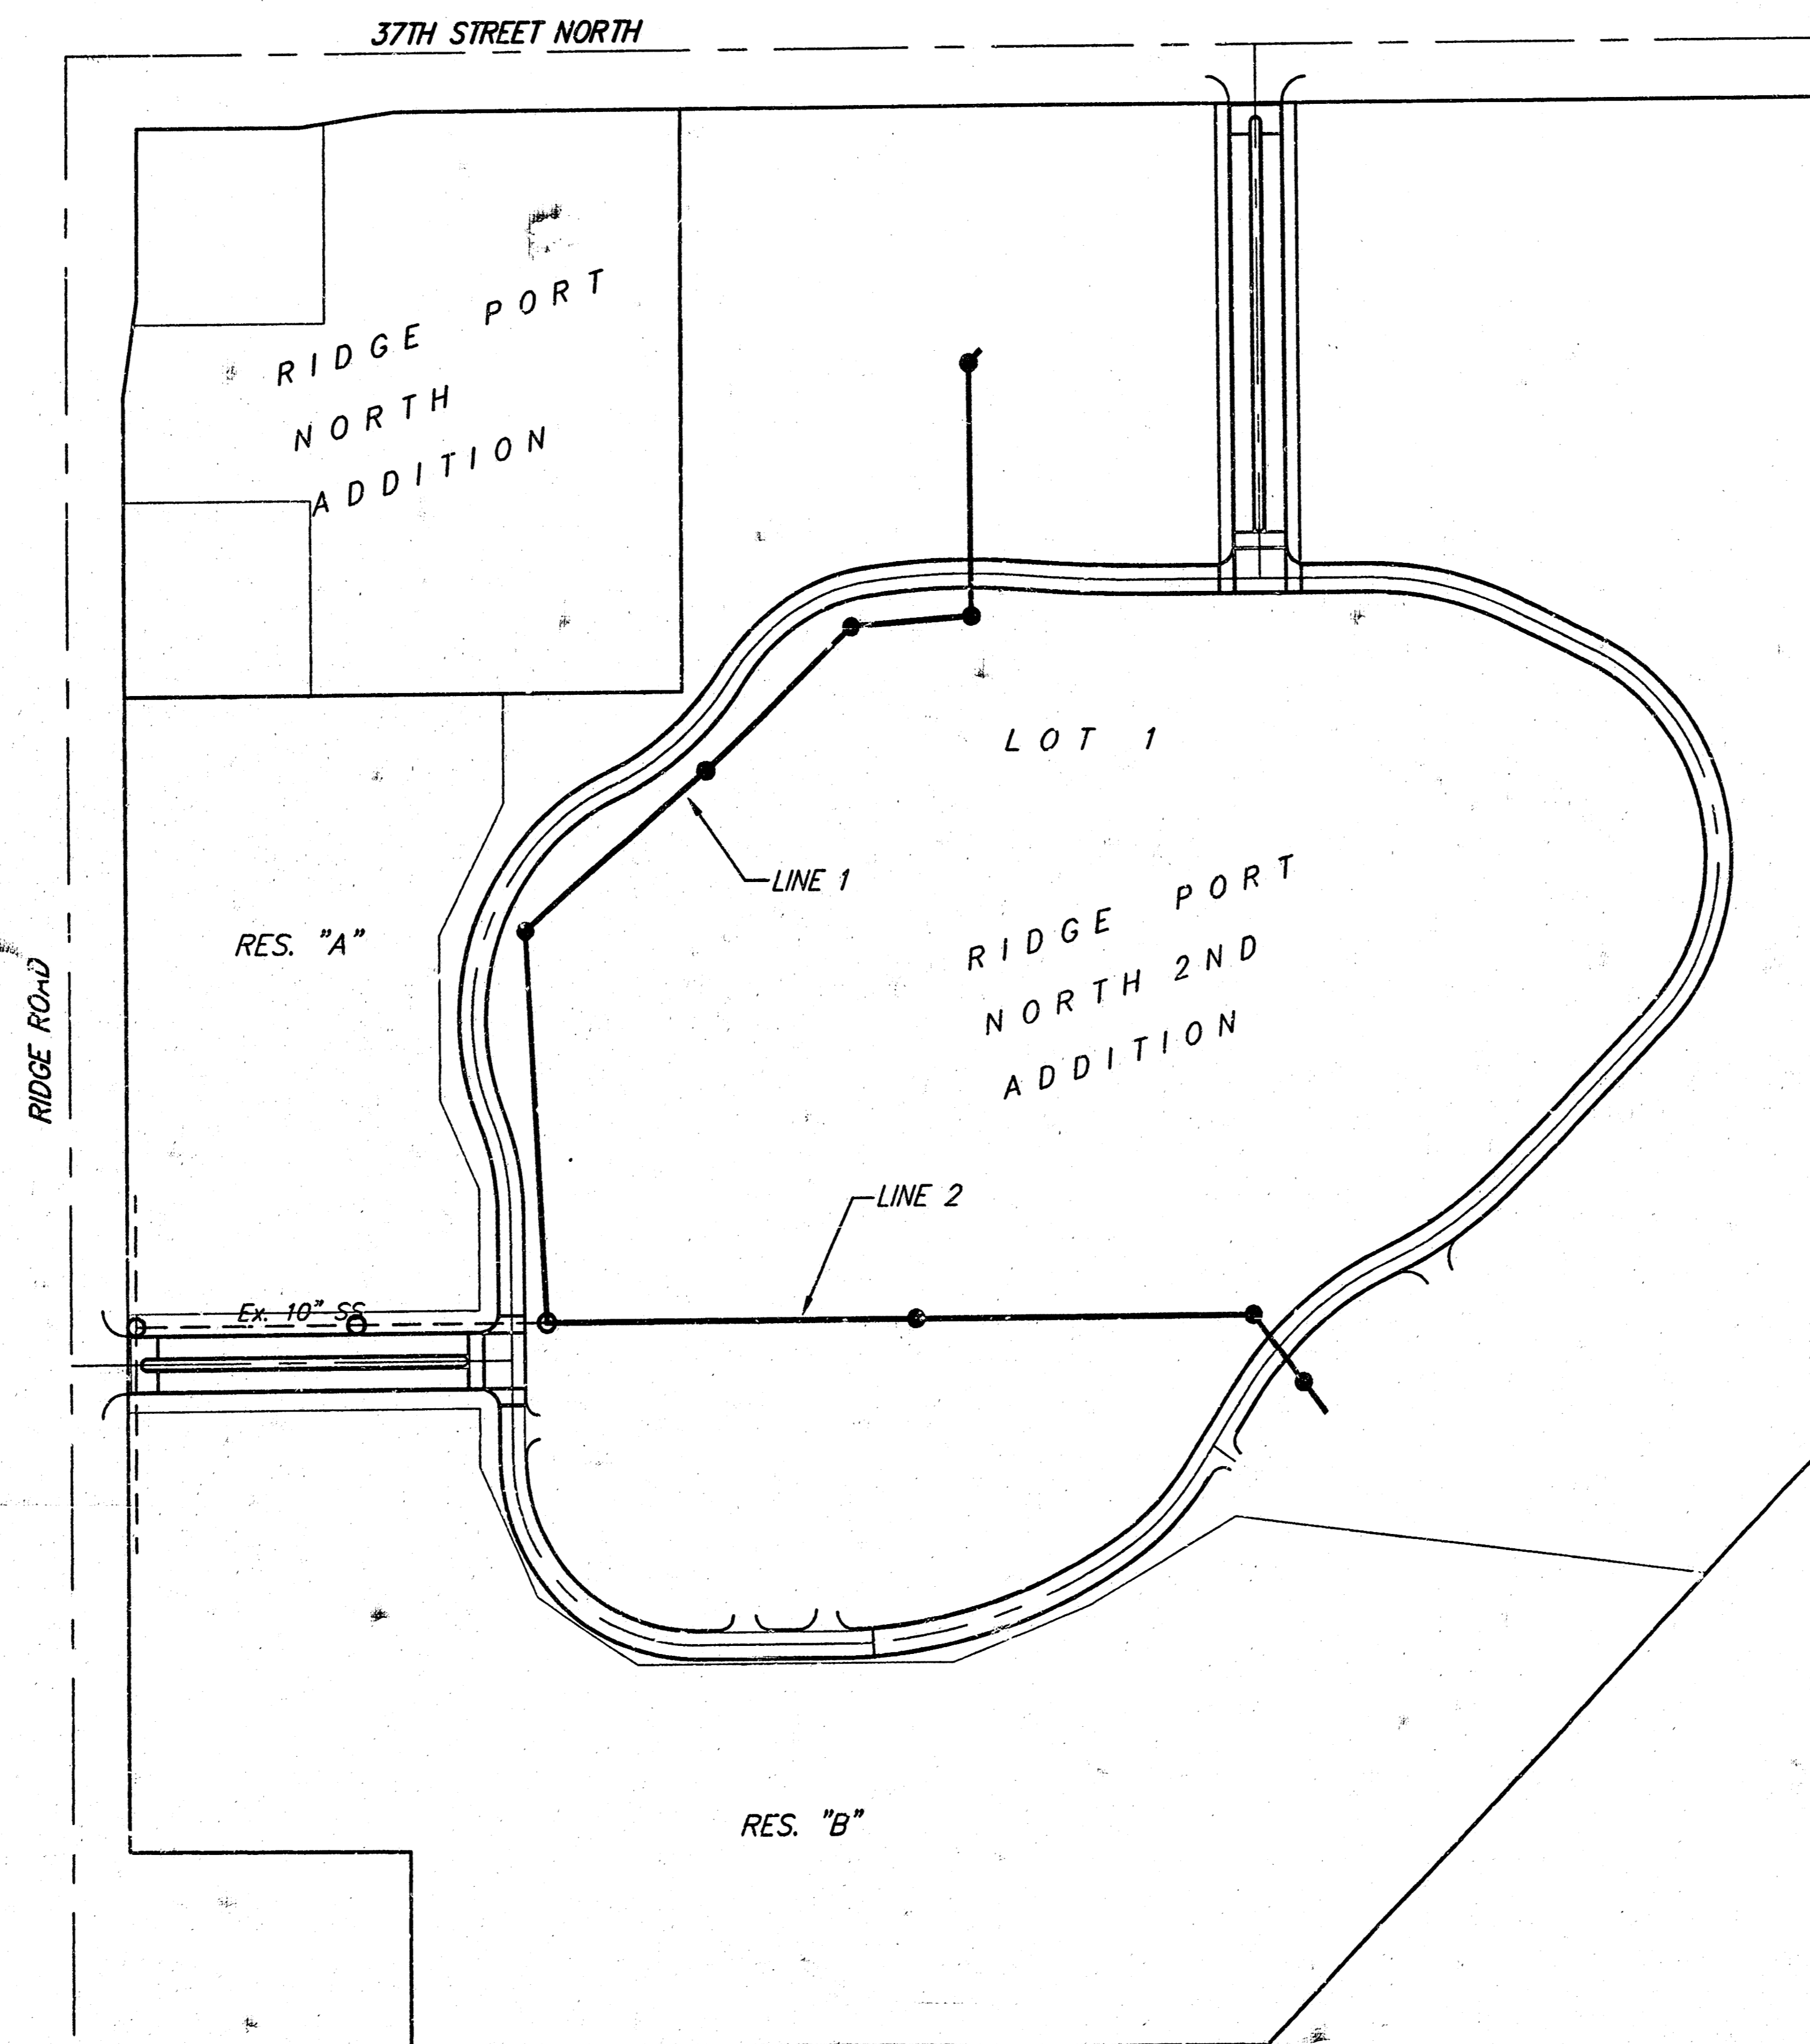 37TH STREET NORTH
RIDGE PORT
NORTH
ADDITION
LOT 1
LINE 1
RIDGE PORT
NORTH 2ND
ADDITION
RES. "A"
RIDGE ROAD
LINE 2
Ex. 10" SS
RES. "B"